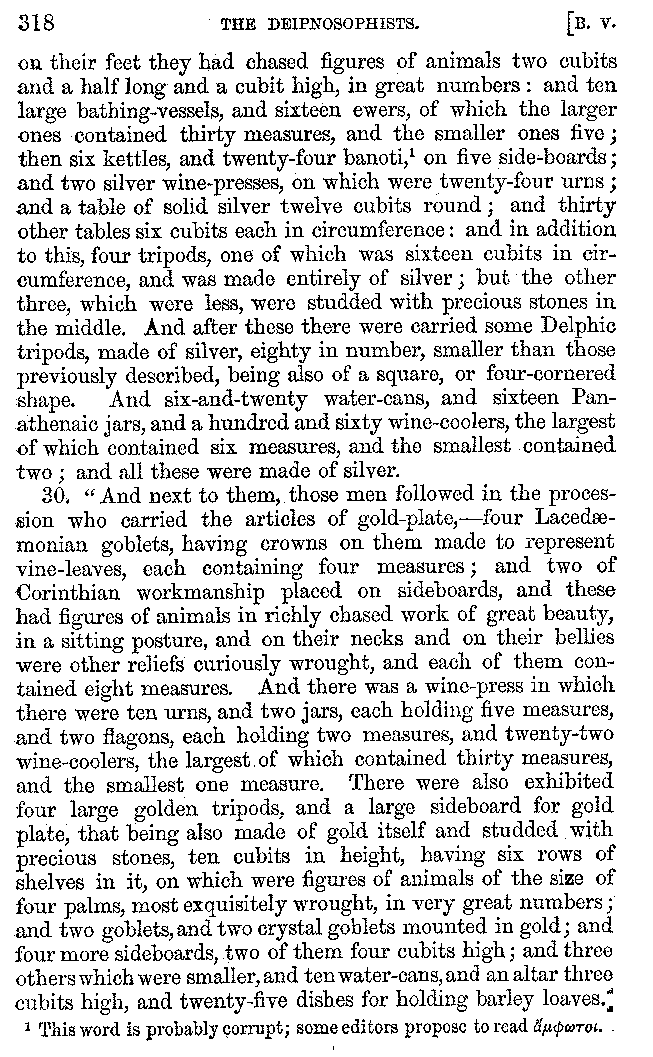 318 THE DEIPNOSOPHISTS. [B. V.
on their feet they had chased figures of animals two cubits
and a half long and a cubit high, in great numbers : and ten
large bathing-vessels, and sixteen ewers, of which the larger
ones contained thirty measures, and the smaller ones five ;
then six kettles, and twenty-four banoti,¹ on five side-boards ;
and two silver wine-presses, on which were twenty-four urns ;
and a table of solid silver twelve cubits round ; and thirty
other tables six cubits each in circumference : and in addition
to this, four tripods, one of which was sixteen cubits in cir-
cumference, and was made entirely of silver ; but the other
three, which were less, were studded with precious stones in
the middle. And after these there were carried some Delphic
tripods, made of silver, eighty in number, smaller than those
previously described, being also of a square, or four-cornered
shape. And six-and-twenty water-cans, and sixteen Pan-
athenaic jars, and a hundred and sixty wine-coolers, the largest
of which contained six measures, and the smallest contained
two ; and all these were made of silver.
30. “And next to them, those men followed in the proces-
sion who carried the articles of gold-plate,—four Lacedæ-
monian goblets, having crowns on them made to represent
vine-leaves, each containing four measures ; and two of
Corinthian workmanship placed on sideboards, and these
had figures of animals in richly chased work of great beauty,
in a sitting posture, and on their necks and on their bellies
were other reliefs curiously wrought, and each of them con-
tained eight measures. And there was a wine-press in which
there were ten urns, and two jars, each holding five measures,
and two flagons, each holding two measures, and twenty-two
wine-coolers, the largest of which contained thirty measures,
and the smallest one measure. There were also exhibited
four large golden tripods, and a large sideboard for gold
plate, that being also made of gold itself and studded with
precious stones, ten cubits in height, having six rows of
shelves in it, on which were figures of animals of the size of
four palms, most exquisitely wrought, in very great numbers ;
and two goblets, and two crystal goblets mounted in gold ; and
four more sideboards, two of them four cubits high ; and three
others which were smaller, and ten water-cans, and an altar three
cubits high, and twenty-five dishes for holding barley loaves.
¹ This word is probably corrupt; some editors propose to read ἄμφωτοι.